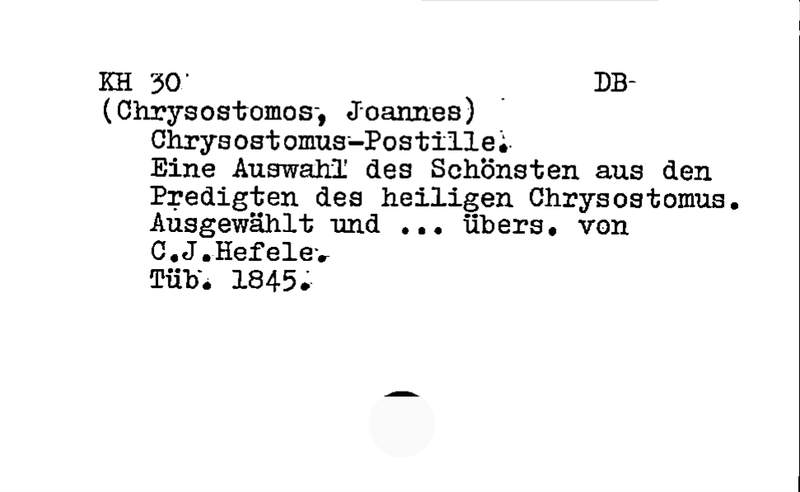 KH 30 DB-
(Chrysostomos, Joannes)
Chrysostomus-Postille.
Eine Auswahl des Schönsten aus den
Predigten des heiligen Chrysostomus.
Ausgewählt und ... übers. von
C.J.Hefele.
Tüb. 1845.